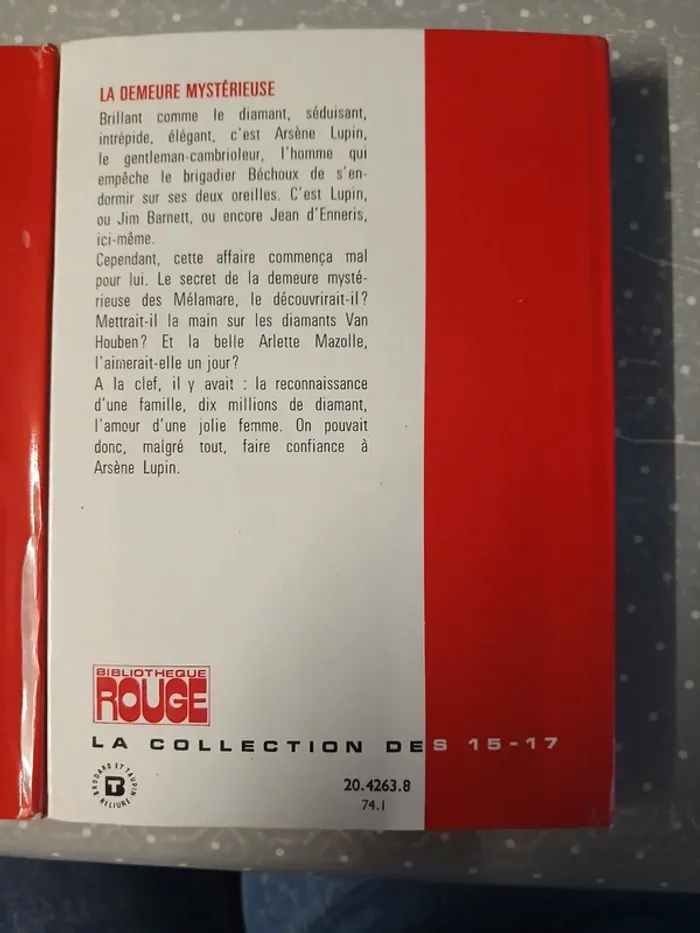 LA DEMEURE MYSTÉRIEUSE
Brillant comme le diamant, séduisant,
intrépide, élégant, c'est Arsène Lupin,
le gentleman-cambrioleur, l'homme qui
empêche le brigadier Béchoux de s'en-
dormir sur ses deux oreilles. C'est Lupin,
ou Jim Barnett, ou encore Jean d'Enneris,
ici-même.
Cependant, cette affaire commença mal
pour lui. Le secret de la demeure mysté-
rieuse des Mélamare, le découvrirait-il?
Mettrait-il la main sur les diamants Van
Houben? Et la belle Arlette Mazolle,
l'aimerait-elle un jour?
A la clef, il y avait : la reconnaissance
d'une famille, dix millions de diamant,
l'amour d'une jolie femme. On pouvait
donc, malgré tout, faire confiance à
Arsène Lupin.
BIBLIOTHEQUE
ROUGE
LA COLLECTION DES 15-17
BRODARD ET TAUPIN
RELIURE
BT
20.4263.8
74.I